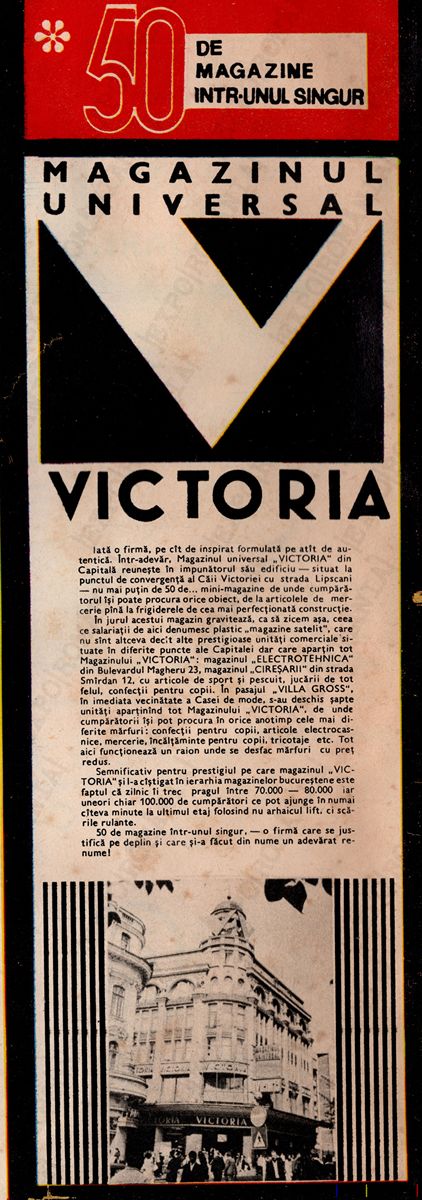 * 50
DE
MAGAZINE
INTR-UNUL SINGUR
MAGAZINUL
UNIVERSAL
V
VICTORIA
Iată o firmă, pe cît de inspirat formulată pe atît de au-
tentică. Într-adevăr, Magazinul universal „VICTORIA" din
Capitală reunește în impunătorul său edificiu — situat la
punctul de convergență al Căii Victoriei cu strada Lipscani
— nu mai puțin de 50 de... mini-magazine de unde cumpără-
torul își poate procura orice obiect, de la articolele de mer-
cerie pînă la frigiderele de cea mai perfecționată construcție.
În jurul acestui magazin gravitează, ca să zicem așa, ceea
ce salariații de aici denumesc plastic „magazine satelit", care
nu sînt altceva decît alte prestigioase unități comerciale si-
tuate în diferite puncte ale Capitalei dar care aparțin tot
Magazinului „VICTORIA": magazinul „ELECTROTEHNICA"
din Bulevardul Magheru 23, magazinul „CIREȘARII" din strada
Smîrdan 12, cu articole de sport și pescuit, jucării de tot
felul, confecții pentru copii. În pasajul „VILLA GROSS",
în imediata vecinătate a Casei de mode, s-au deschis șapte
unități aparținînd tot Magazinului „VICTORIA", de unde
cumpărătorii își pot procura în orice anotimp cele mai di-
ferite mărfuri: confecții pentru copii, articole electrocas-
nice, mercerie, încălțăminte pentru copii, tricotaje etc. Tot
aici funcționează un raion unde se desfac mărfuri cu preț
redus.
Semnificativ pentru prestigiul pe care magazinul „VIC-
TORIA" și l-a cîștigat în ierarhia magazinelor bucureștene este
faptul că zilnic îi trec pragul între 70.000 — 80.000 iar
uneori chiar 100.000 de cumpărători ce pot ajunge în numai
cîteva minute la ultimul etaj folosind nu arhaicul lift, ci scă-
rile rulante.
50 de magazine într-unul singur, — o firmă care se jus-
tifică pe deplin și care și-a făcut din nume un adevărat re-
nume!
VICTORIA